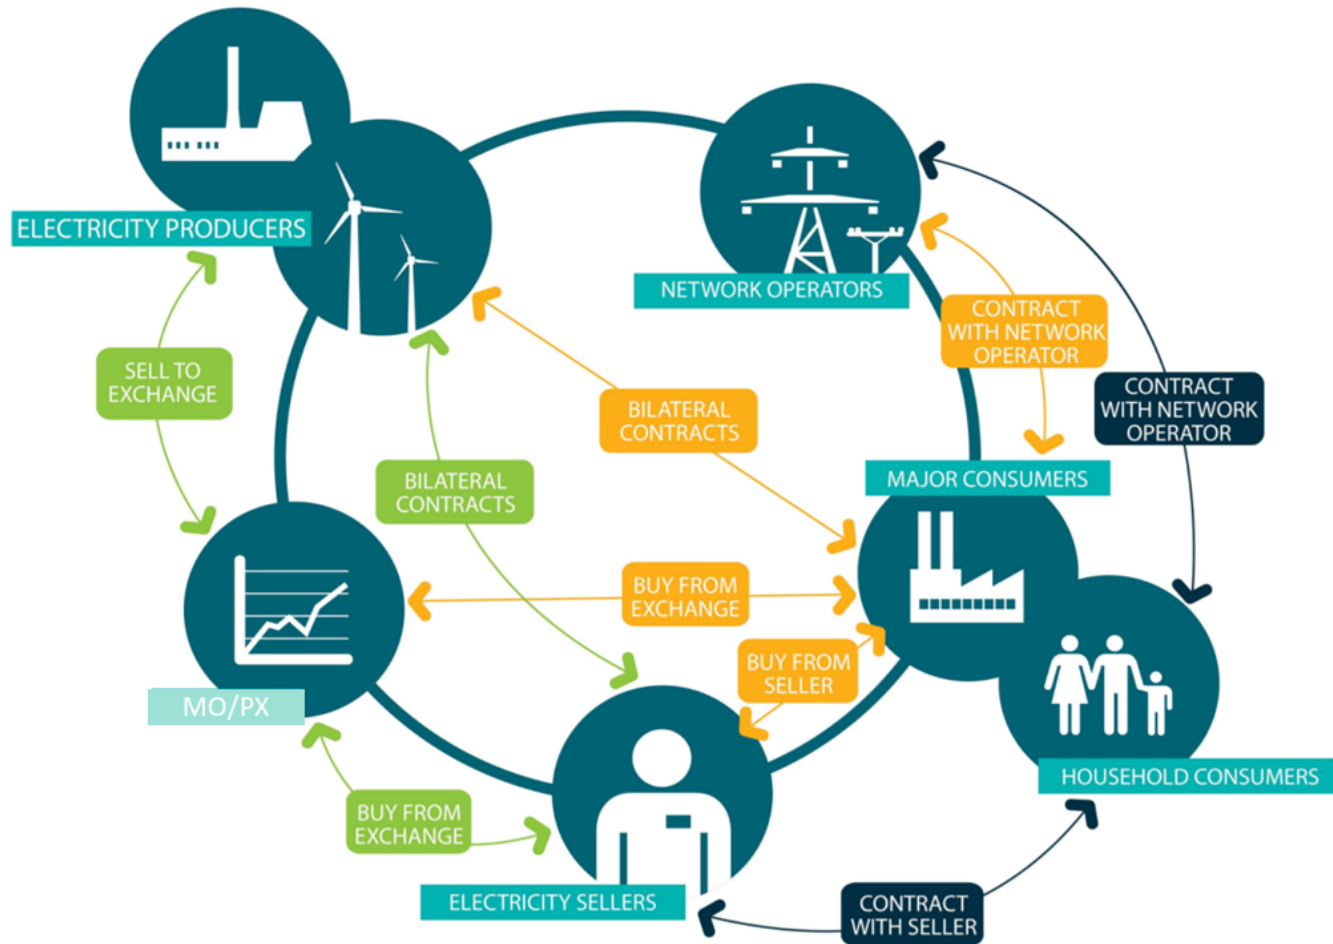 ELECTRICITY PRODUCERS
NETWORK OPERATORS
CONTRACT
WITH NETWORK
OPERATOR
SELL TO
EXCHANGE
CONTRACT
WITH NETWORK
OPERATOR
BILATERAL
CONTRACTS
BILATERAL
CONTRACTS
MAJOR CONSUMERS
BUY FROM
EXCHANGE
BUY FROM
SELLER
MO/PX
HOUSEHOLD CONSUMERS
BUY FROM
EXCHANGE
ELECTRICITY SELLERS
CONTRACT
WITH SELLER